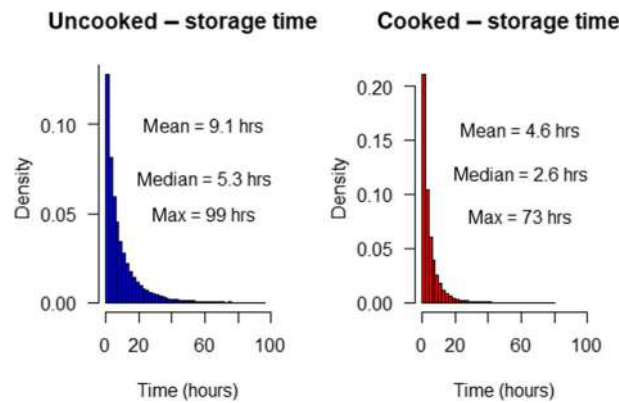 Uncooked – storage time
Density
0.10
0.05
0.00
Mean = 9.1 hrs
Median = 5.3 hrs
Max = 99 hrs
0 20 60 100
Time (hours)
Cooked – storage time
Density
0.20
0.15
0.10
0.05
0.00
Mean = 4.6 hrs
Median = 2.6 hrs
Max = 73 hrs
0 20 60 100
Time (hours)